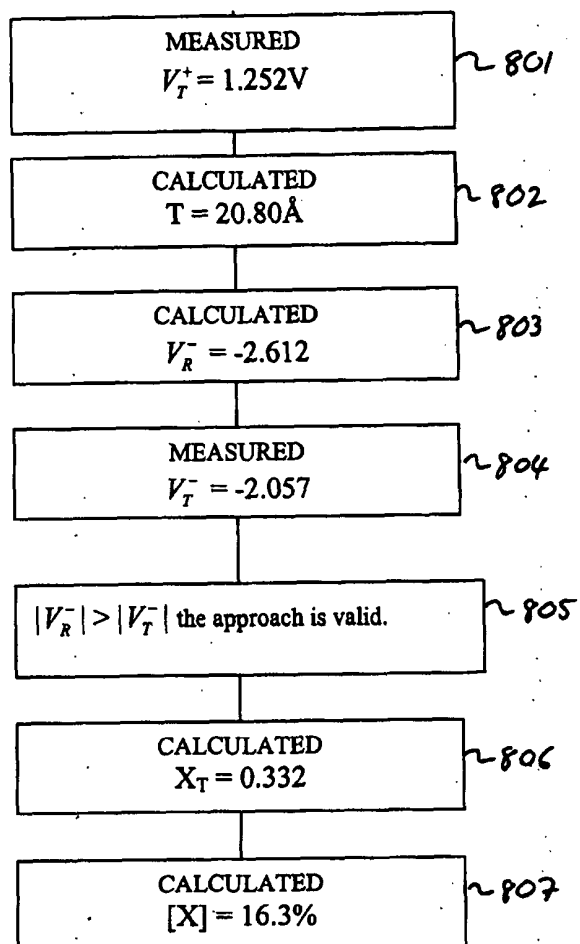 MEASURED
V_T^+ = 1.252V
801
CALCULATED
T = 20.80Å
802
CALCULATED
V_R^- = -2.612
803
MEASURED
V_T^- = -2.057
804
|V_R^-| > |V_T^-| the approach is valid.
805
CALCULATED
X_T = 0.332
806
CALCULATED
[X] = 16.3%
807